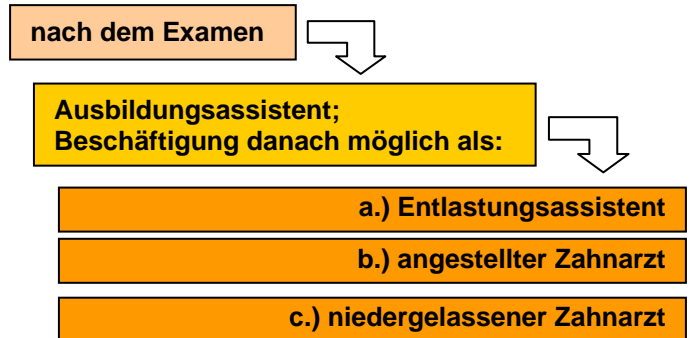 nach dem Examen
Ausbildungsassistent;
Beschäftigung danach möglich als:
a.) Entlastungsassistent
b.) angestellter Zahnarzt
c.) niedergelassener Zahnarzt